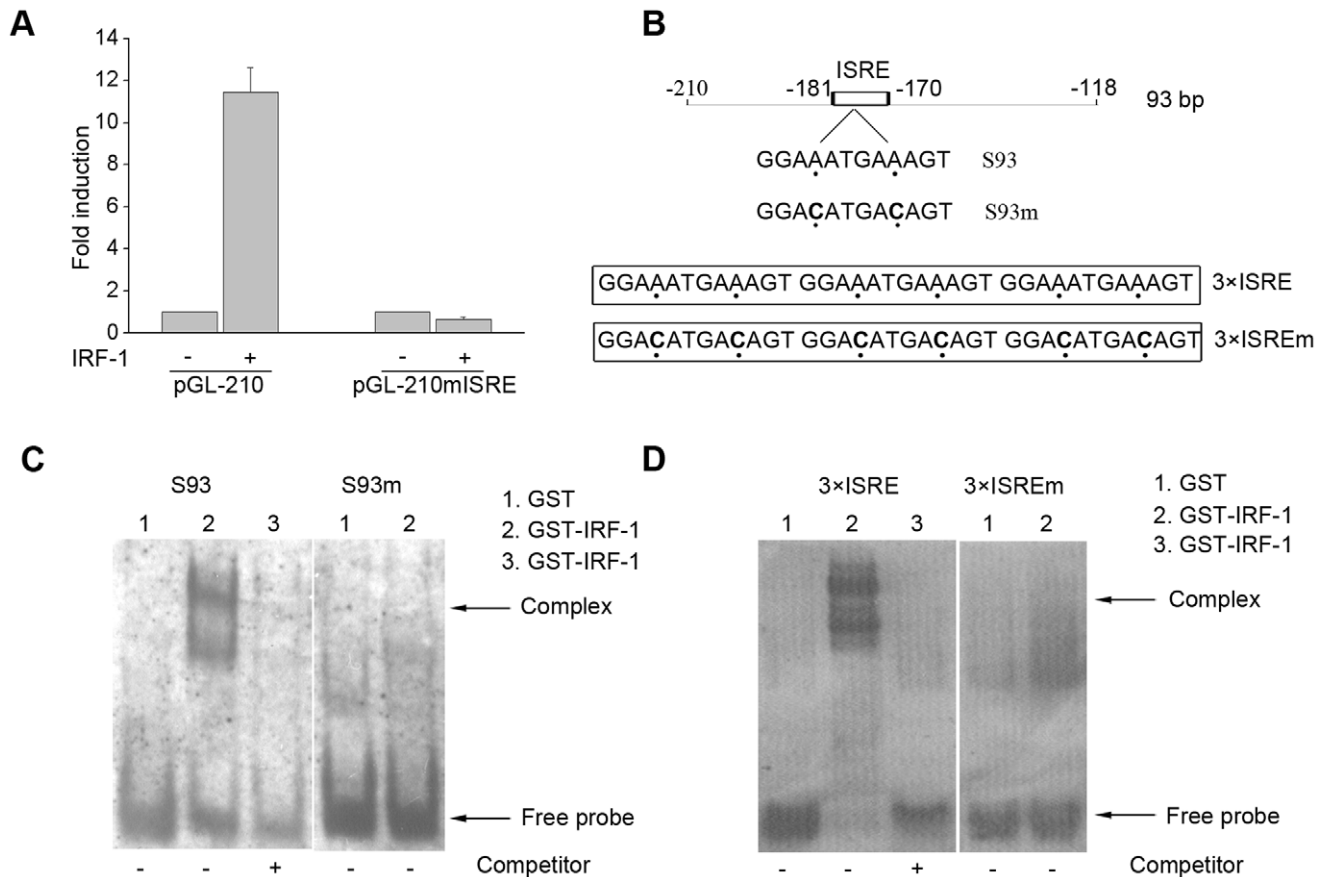 A
Fold induction
14
12
10
8
6
4
2
0
IRF-1 - + - +
pGL-210 pGL-210mISRE
B
ISRE
-210 -181 -170 -118 93 bp
GGAAATGAAAGT S93
GGACATGACAGT S93m
GGAAATGAAAGT GGAAATGAAAGT GGAAATGAAAGT 3×ISRE
GGACATGACAGT GGACATGACAGT GGACATGACAGT 3×ISREm
C
S93 S93m
1 2 3 1 2
1. GST
2. GST-IRF-1
3. GST-IRF-1
Complex
Free probe
- - + - - Competitor
D
3×ISRE 3×ISREm
1 2 3 1 2
1. GST
2. GST-IRF-1
3. GST-IRF-1
Complex
Free probe
- - + - - Competitor